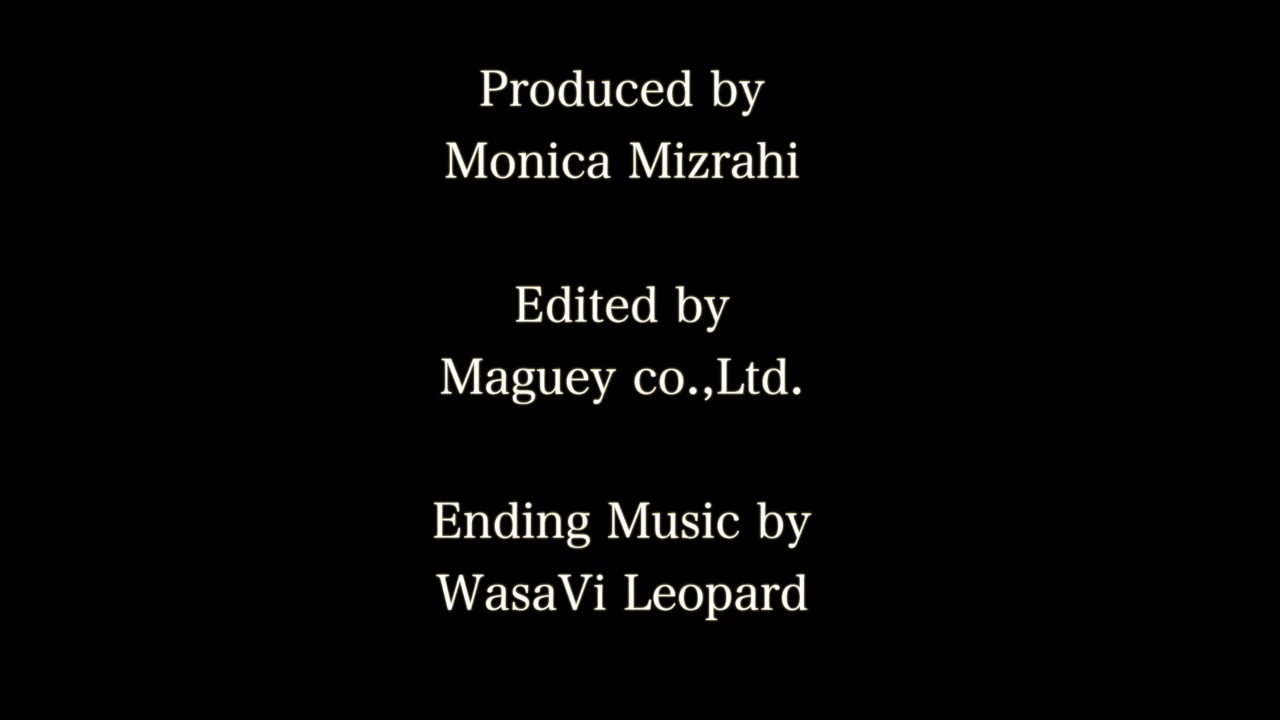 Produced by
Monica Mizrahi
Edited by
Maguey co.,Ltd.
Ending Music by
WasaVi Leopard